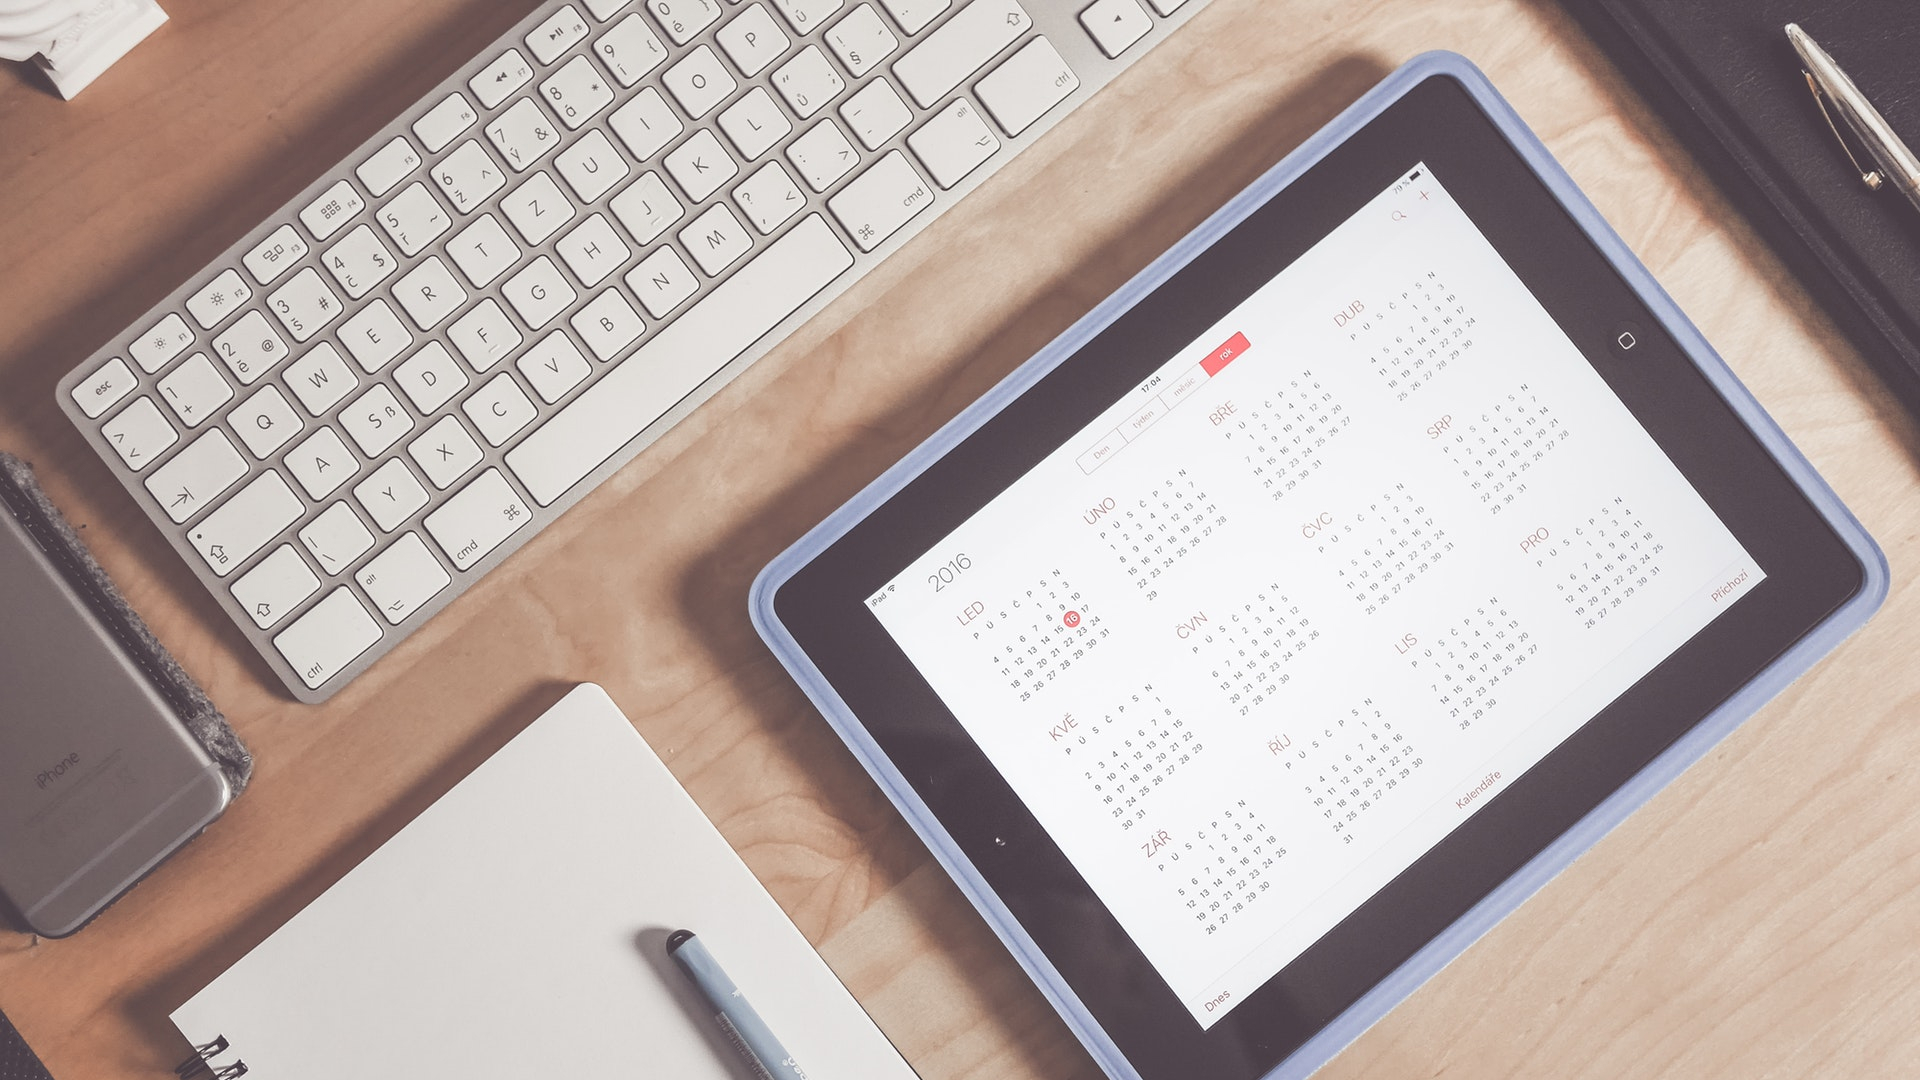 esc F1 F2 F3 F4 F5 F6 F7 F8
1 +
2 ě @
3 š #
4 č $
5 ř ~
6 ž ^
7 ý &
8 á *
9 í {
0 é
Q W E R T Z U I O P
A S ß D F G H J K L ů " ; ! § :
Y X C V B N M ? , < : . > _ -
ctrl alt cmd cmd alt ctrl
iPhone
iPad 17:04 79 %
Den týden měsíc rok
2016
LED
P Ú S Č P S N
1 2 3
4 5 6 7 8 9 10
11 12 13 14 15 16 17
18 19 20 21 22 23 24
25 26 27 28 29 30 31
ÚNO
P Ú S Č P S N
1 2 3 4 5 6 7
8 9 10 11 12 13 14
15 16 17 18 19 20 21
22 23 24 25 26 27 28
29
BŘE
P Ú S Č P S N
1 2 3 4 5 6
7 8 9 10 11 12 13
14 15 16 17 18 19 20
21 22 23 24 25 26 27
28 29 30 31
DUB
P Ú S Č P S N
1 2 3
4 5 6 7 8 9 10
11 12 13 14 15 16 17
18 19 20 21 22 23 24
25 26 27 28 29 30
KVĚ
P Ú S Č P S N
1
2 3 4 5 6 7 8
9 10 11 12 13 14 15
16 17 18 19 20 21 22
23 24 25 26 27 28 29
30 31
ČVN
P Ú S Č P S N
1 2 3 4 5
6 7 8 9 10 11 12
13 14 15 16 17 18 19
20 21 22 23 24 25 26
27 28 29 30
ČVC
P Ú S Č P S N
1 2 3
4 5 6 7 8 9 10
11 12 13 14 15 16 17
18 19 20 21 22 23 24
25 26 27 28 29 30 31
SRP
P Ú S Č P S N
1 2 3 4 5 6 7
8 9 10 11 12 13 14
15 16 17 18 19 20 21
22 23 24 25 26 27 28
29 30 31
ZÁŘ
P Ú S Č P S N
1 2 3 4
5 6 7 8 9 10 11
12 13 14 15 16 17 18
19 20 21 22 23 24 25
26 27 28 29 30
ŘÍJ
P Ú S Č P S N
1 2
3 4 5 6 7 8 9
10 11 12 13 14 15 16
17 18 19 20 21 22 23
24 25 26 27 28 29 30
31
LIS
P Ú S Č P S N
1 2 3 4 5 6
7 8 9 10 11 12 13
14 15 16 17 18 19 20
21 22 23 24 25 26 27
28 29 30
PRO
P Ú S Č P S N
1 2 3 4
5 6 7 8 9 10 11
12 13 14 15 16 17 18
19 20 21 22 23 24 25
26 27 28 29 30 31
Dnes Kalendáře Příchozí